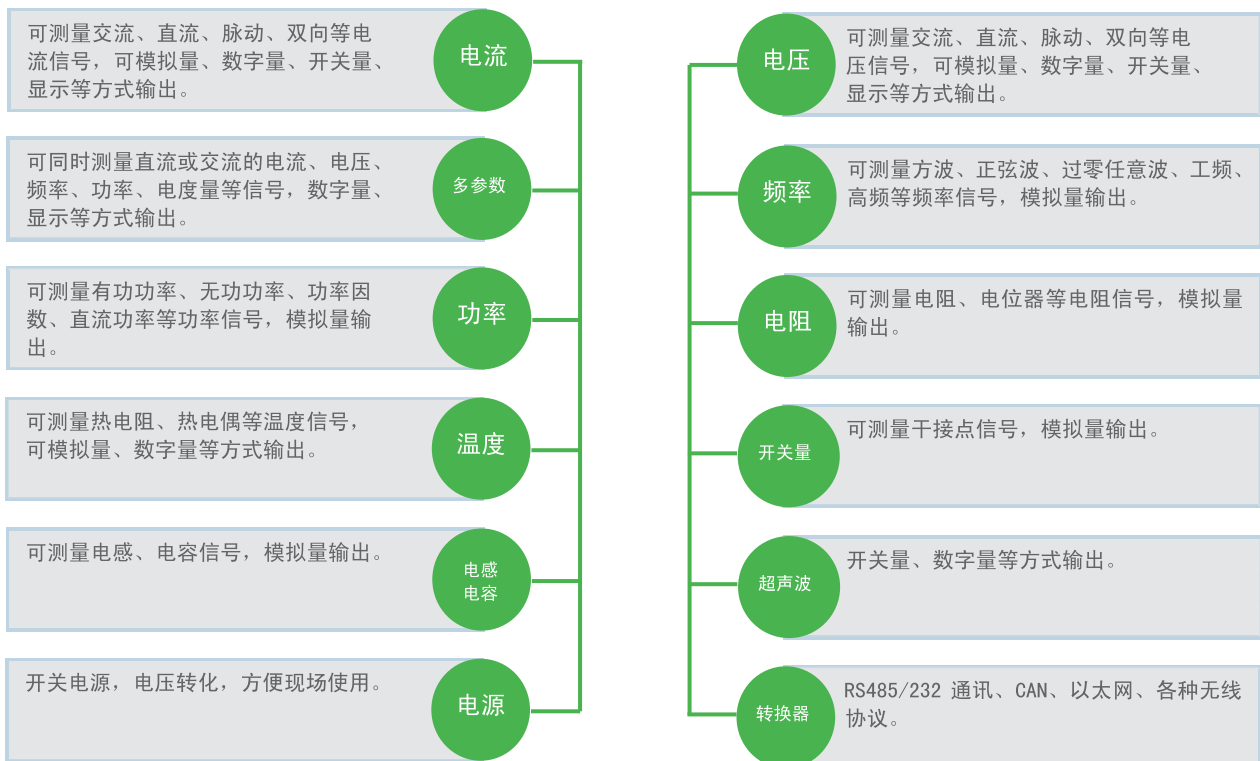 可测量交流、直流、脉动、双向等电
流信号，可模拟量、数字量、开关量、
显示等方式输出。
电流
可同时测量直流或交流的电流、电压、
频率、功率、电度量等信号，数字量、
显示等方式输出。
多参数
可测量有功功率、无功功率、功率因
数、直流功率等功率信号，模拟量输
出。
功率
可测量热电阻、热电偶等温度信号，
可模拟量、数字量等方式输出。
温度
可测量电感、电容信号，模拟量输出。
电感
电容
开关电源，电压转化，方便现场使用。
电源
电压
可测量交流、直流、脉动、双向等电
压信号，可模拟量、数字量、开关量、
显示等方式输出。
频率
可测量方波、正弦波、过零任意波、工频、
高频等频率信号，模拟量输出。
电阻
可测量电阻、电位器等电阻信号，模拟量
输出。
开关量
可测量干接点信号，模拟量输出。
超声波
开关量、数字量等方式输出。
转换器
RS485/232 通讯、CAN、以太网、各种无线
协议。